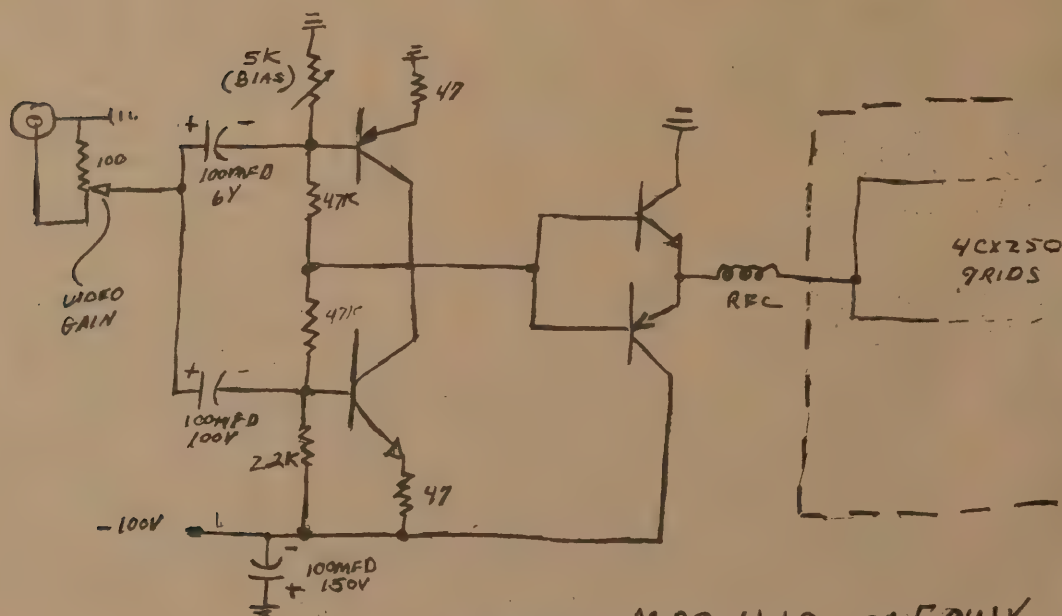 5K
(BIAS)
47
100
+ -
100MFD
6V
47K
VIDEO
GAIN
4CX250
GRIDS
RFC
47K
+ -
100MFD
100V
2.2K
47
-100V
-
+
100MFD
150V